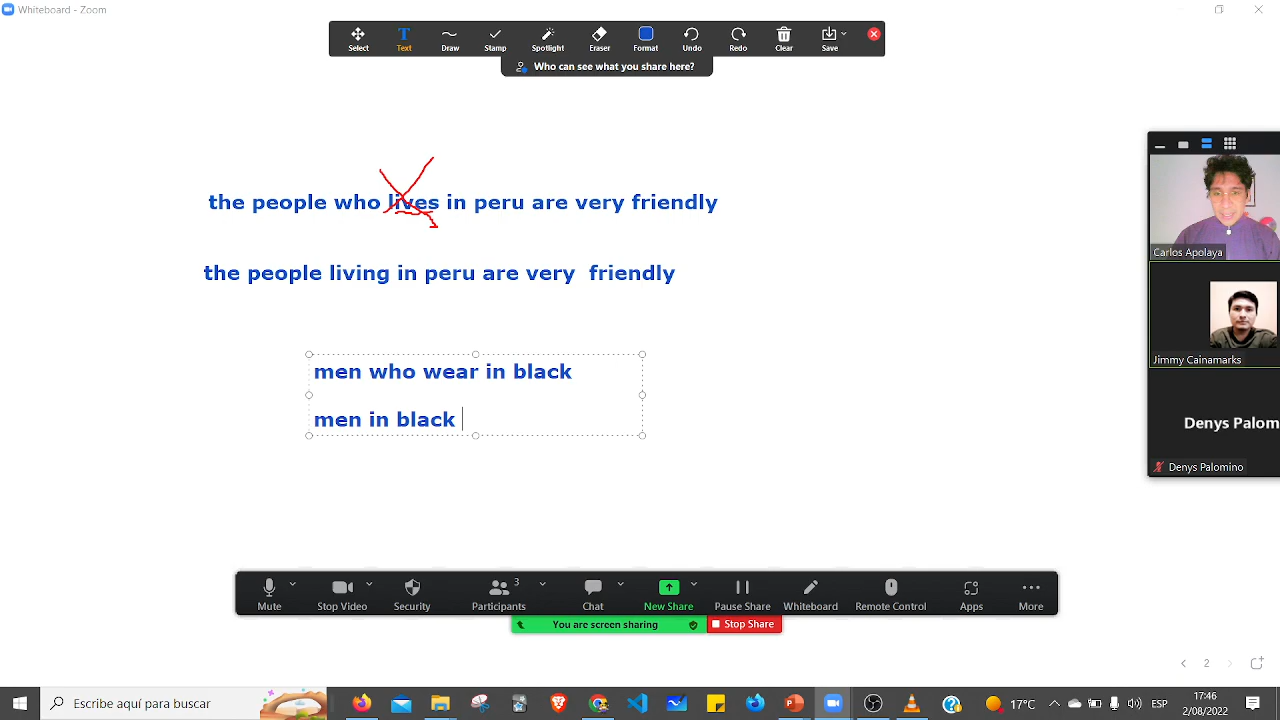 Whiteboard - Zoom
Select
Text
Draw
Stamp
Spotlight
Eraser
Format
Undo
Redo
Clear
Save
Who can see what you share here?
the people who lives in peru are very friendly
the people living in peru are very friendly
men who wear in black
men in black
Carlos Apolaya
Jimmy Cainamarks
Denys Palom
Denys Palomino
Mute
Stop Video
Security
Participants
3
Chat
New Share
Pause Share
Whiteboard
Remote Control
Apps
More
You are screen sharing
Stop Share
2
Escribe aquí para buscar
17°C
ESP
17:46
2/08/2022